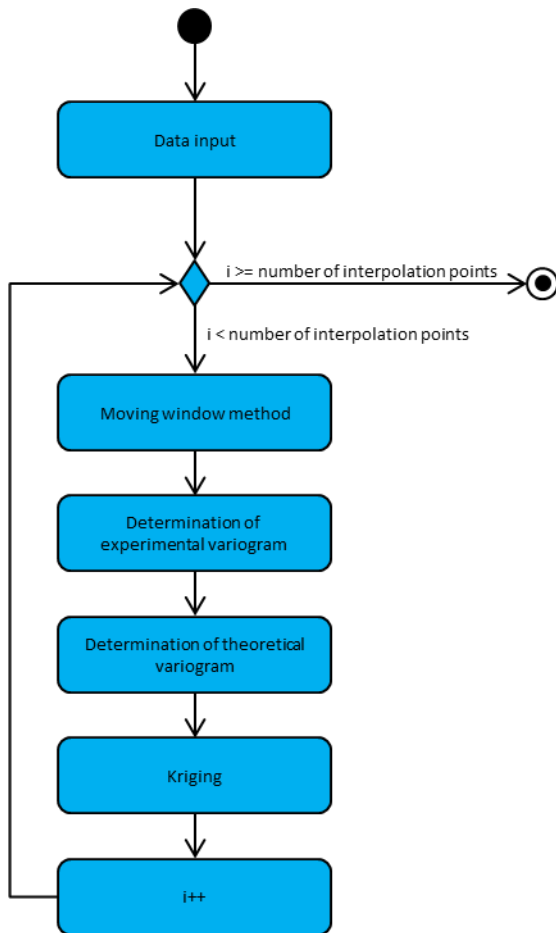 Data input
i >= number of interpolation points
i < number of interpolation points
Moving window method
Determination of
experimental variogram
Determination of theoretical
variogram
Kriging
i++